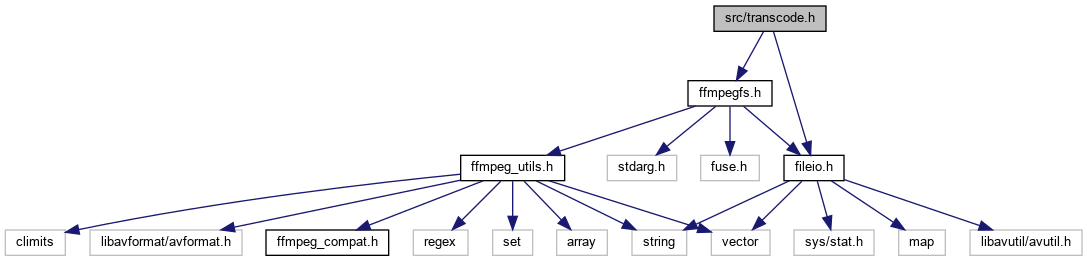 src/transcode.h
ffmpegfs.h
ffmpeg_utils.h
stdarg.h
fuse.h
fileio.h
climits
libavformat/avformat.h
ffmpeg_compat.h
regex
set
array
string
vector
sys/stat.h
map
libavutil/avutil.h